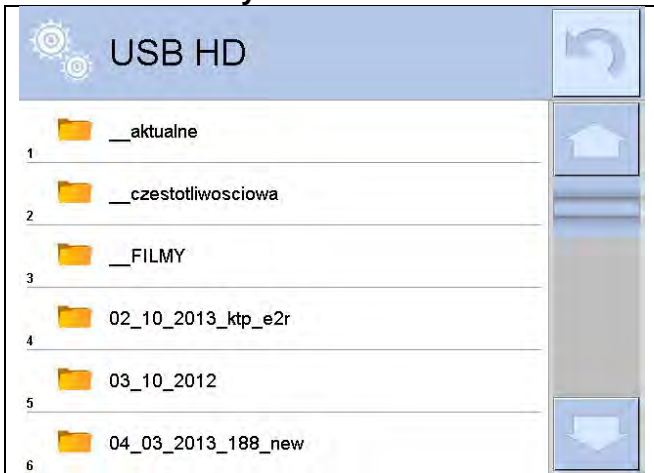 USB HD
__aktualne
1
__czestotliwosciowa
2
__FILMY
3
02_10_2013_ktp_e2r
4
03_10_2012
5
04_03_2013_188_new
6